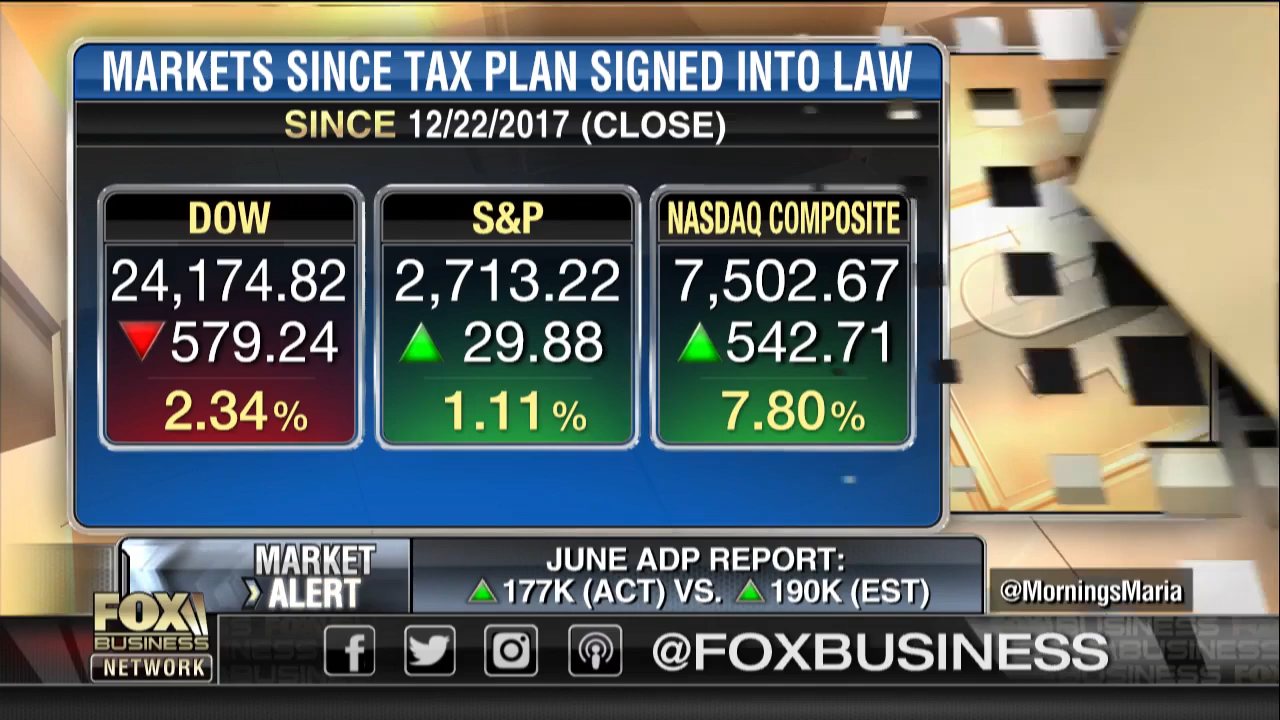 MARKETS SINCE TAX PLAN SIGNED INTO LAW
SINCE 12/22/2017 (CLOSE)
DOW
24,174.82
▼579.24
2.34%
S&P
2,713.22
▲ 29.88
1.11%
NASDAQ COMPOSITE
7,502.67
▲542.71
7.80%
MARKET
ALERT
JUNE ADP REPORT:
▲177K (ACT) VS. ▲190K (EST)
@MorningsMaria
FOX
BUSINESS
NETWORK
@FOXBUSINESS